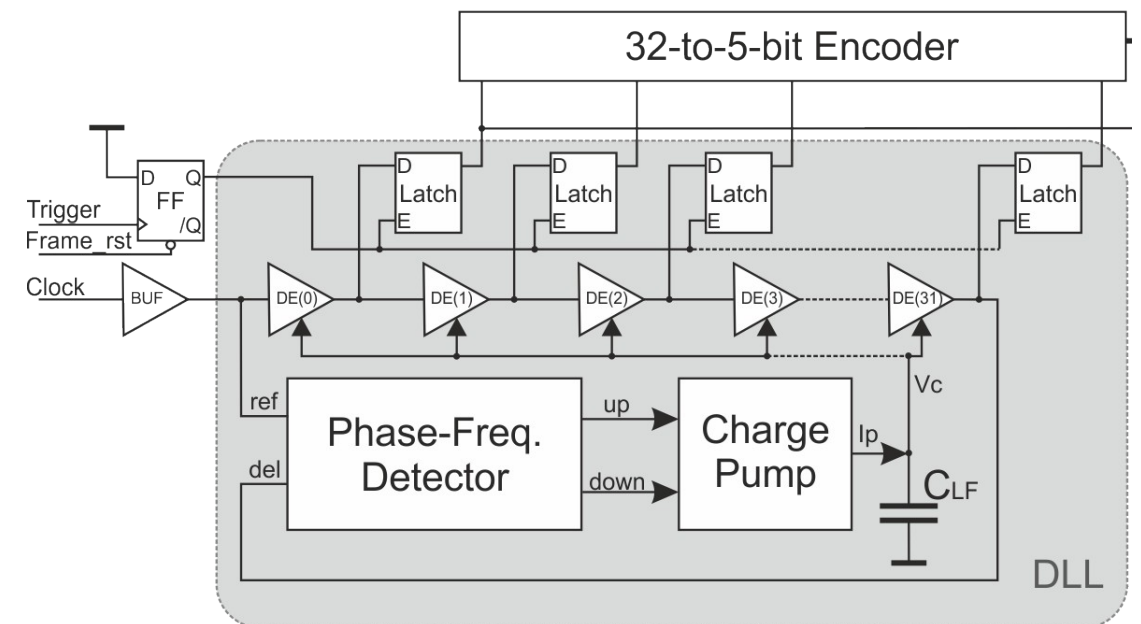 32-to-5-bit Encoder
D Q
FF
/Q
Trigger
Frame_rst
Clock
BUF
D
Latch
E
D
Latch
E
D
Latch
E
D
Latch
E
DE(0)
DE(1)
DE(2)
DE(3)
DE(31)
Vc
ref
del
Phase-Freq.
Detector
up
down
Charge
Pump
Ip
CLF
DLL